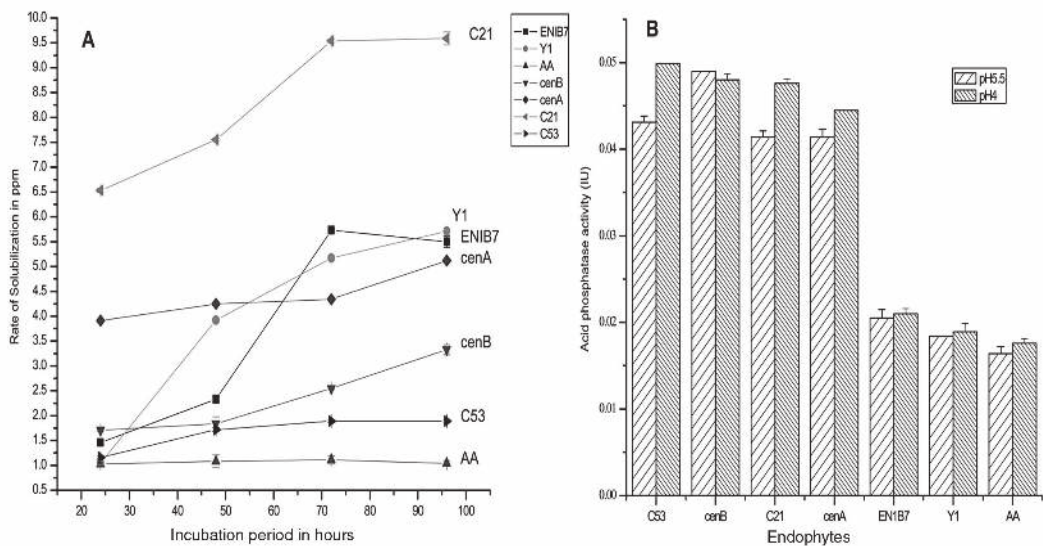 A
10.0
9.5
9.0
8.5
8.0
7.5
7.0
6.5
6.0
5.5
5.0
4.5
4.0
3.5
3.0
2.5
2.0
1.5
1.0
0.5
Rate of Solubilization in ppm
20 30 40 50 60 70 80 90 100
Incubation period in hours
C21
Y1
ENIB7
cenA
cenB
C53
AA
ENIB7
Y1
AA
cenB
cenA
C21
C53
B
0.05
0.04
0.03
0.02
0.01
0.00
Acid phosphatase activity (IU)
pH5.5
pH4
C53 cenB C21 cenA EN1B7 Y1 AA
Endophytes